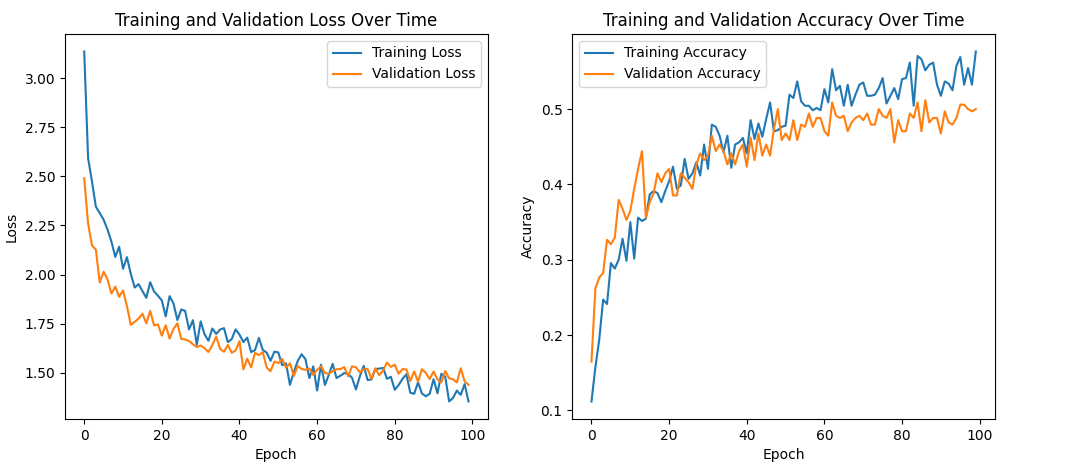 Training and Validation Loss Over Time
Training Loss
Validation Loss
3.00
2.75
2.50
2.25
2.00
1.75
1.50
Loss
0
20
40
60
80
100
Epoch
Training and Validation Accuracy Over Time
Training Accuracy
Validation Accuracy
0.5
0.4
0.3
0.2
0.1
Accuracy
0
20
40
60
80
100
Epoch